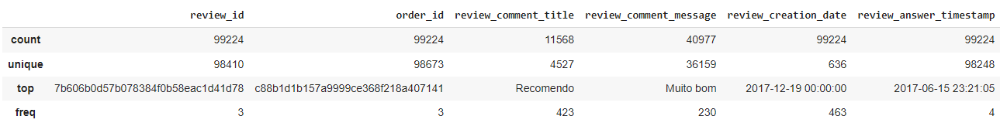 review_id order_id review_comment_title review_comment_message review_creation_date review_answer_timestamp
count 99224 99224 11568 40977 99224 99224
unique 98410 98673 4527 36159 636 98248
top 7b606b0d57b078384f0b58eac1d41d78 c88b1d1b157a9999ce368f218a407141 Recomendo Muito bom 2017-12-19 00:00:00 2017-06-15 23:21:05
freq 3 3 423 230 463 4